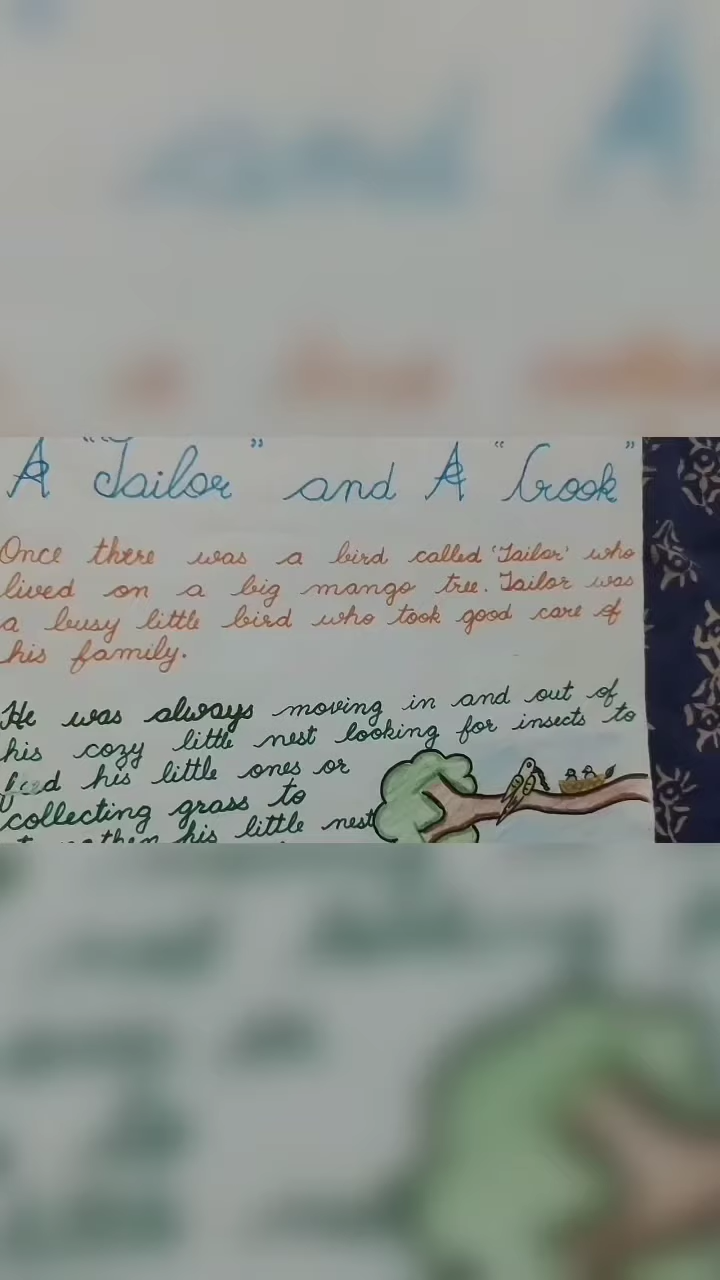 A "Tailor" and A "Crook"
Once there was a bird called 'Tailor' who
lived on a big mango tree. Tailor was
a busy little bird who took good care of
his family.
He was always moving in and out of
his cozy little nest looking for insects to
feed his little ones or
collecting grass to
his little nest